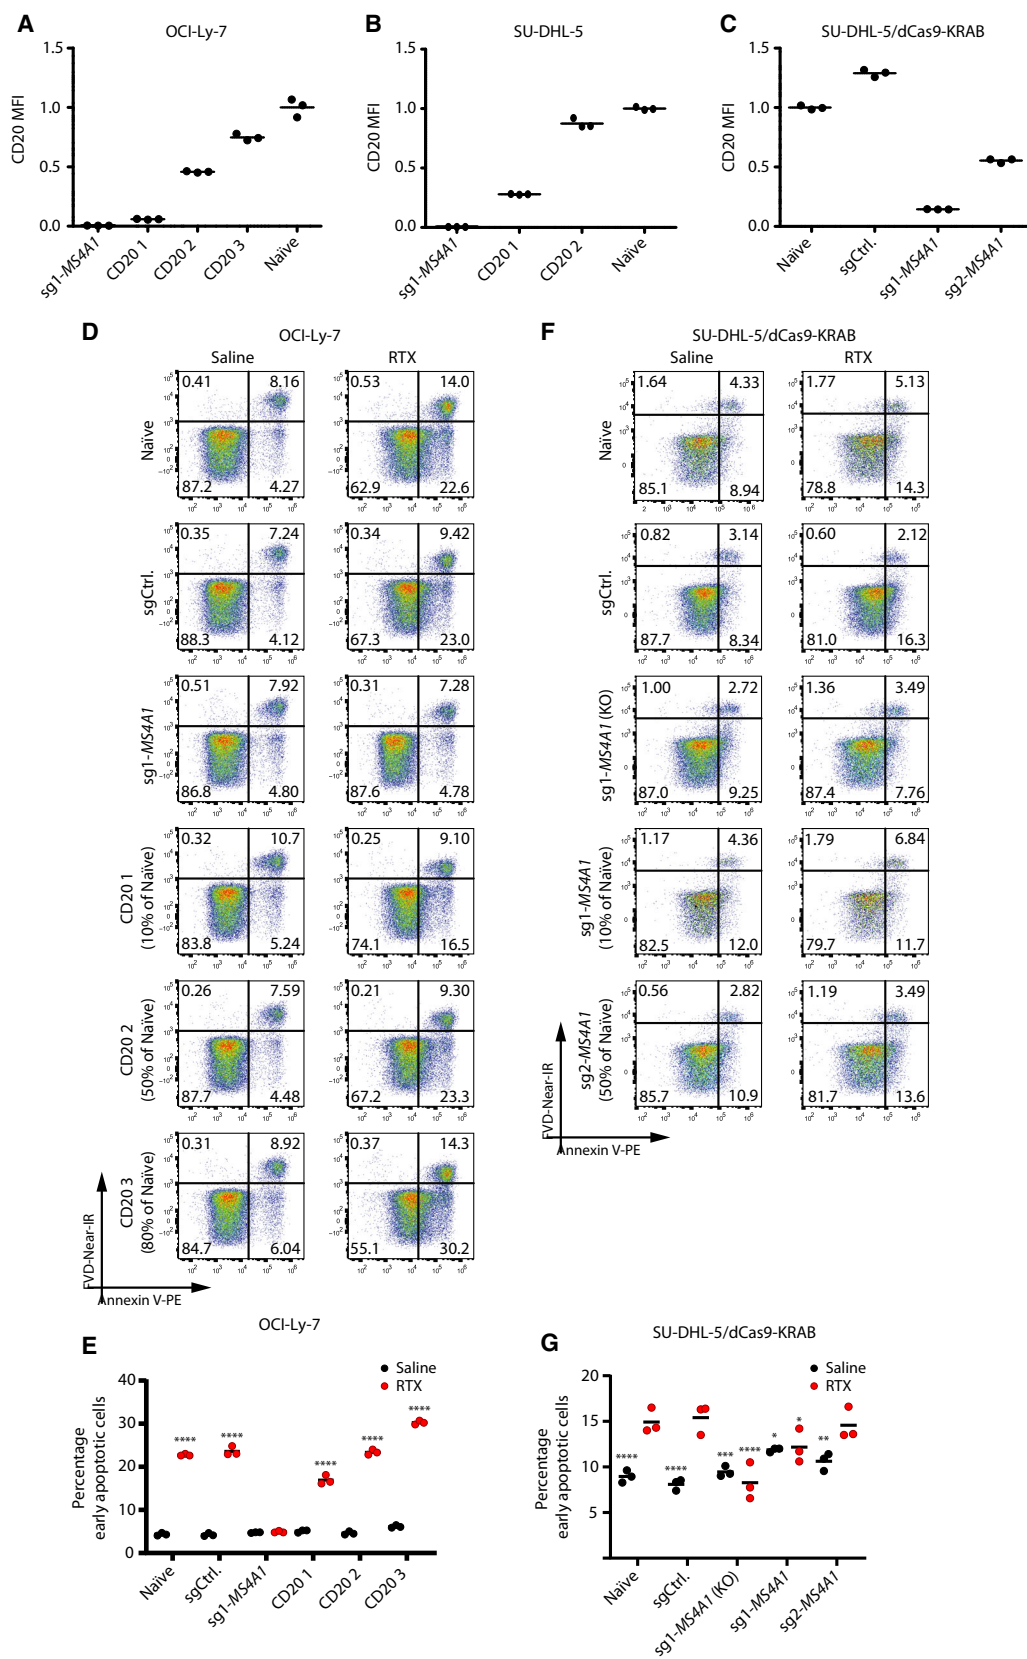 A
OCI-Ly-7
CD20 MFI
1.5
1.0
0.5
0.0
sg1-MS4A1
CD20 1
CD20 2
CD20 3
Naïve
B
SU-DHL-5
CD20 MFI
1.5
1.0
0.5
0.0
sg1-MS4A1
CD20 1
CD20 2
Naïve
C
SU-DHL-5/dCas9-KRAB
CD20 MFI
1.5
1.0
0.5
0.0
Naïve
sgCtrl.
sg1-MS4A1
sg2-MS4A1
D
OCI-Ly-7
Saline
RTX
Naïve
0.41 8.16
87.2 4.27
0.53 14.0
62.9 22.6
sgCtrl.
0.35 7.24
88.3 4.12
0.34 9.42
67.3 23.0
sg1-MS4A1
0.51 7.92
86.8 4.80
0.31 7.28
87.6 4.78
CD20 1
(10% of Naïve)
0.32 10.7
83.8 5.24
0.25 9.10
74.1 16.5
CD20 2
(50% of Naïve)
0.26 7.59
87.7 4.48
0.21 9.30
67.2 23.3
CD20 3
(80% of Naïve)
0.31 8.92
84.7 6.04
0.37 14.3
55.1 30.2
FVD-Near-IR
Annexin V-PE
F
SU-DHL-5/dCas9-KRAB
Saline
RTX
Naïve
1.64 4.33
85.1 8.94
1.77 5.13
78.8 14.3
sgCtrl.
0.82 3.14
87.7 8.34
0.60 2.12
81.0 16.3
sg1-MS4A1 (KO)
1.00 2.72
87.0 9.25
1.36 3.49
87.4 7.76
sg1-MS4A1
(10% of Naïve)
1.17 4.36
82.5 12.0
1.79 6.84
79.7 11.7
sg2-MS4A1
(50% of Naïve)
0.56 2.82
85.7 10.9
1.19 3.49
81.7 13.6
FVD-Near-IR
Annexin V-PE
E
OCI-Ly-7
Saline
RTX
Percentage
early apoptotic cells
40
30
20
10
0
****
****
****
****
****
Naïve
sgCtrl.
sg1-MS4A1
CD20 1
CD20 2
CD20 3
G
SU-DHL-5/dCas9-KRAB
Saline
RTX
Percentage
early apoptotic cells
20
15
10
5
****
****
***
****
*
*
**
Naïve
sgCtrl.
sg1-MS4A1 (KO)
sg1-MS4A1
sg2-MS4A1